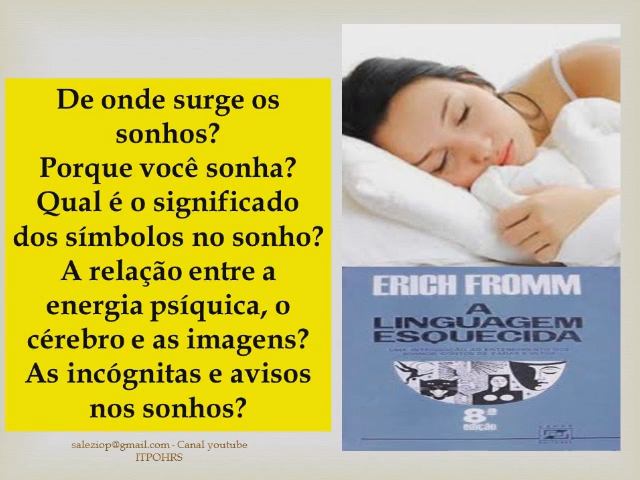 De onde surge os
sonhos?
Porque você sonha?
Qual é o significado
dos símbolos no sonho?
A relação entre a
energia psíquica, o
cérebro e as imagens?
As incógnitas e avisos
nos sonhos?
saleziop@gmail.com - Canal youtube
ITPOHRS
ERICH FROMM
A
LINGUAGEM
ESQUECIDA
8ª
edição